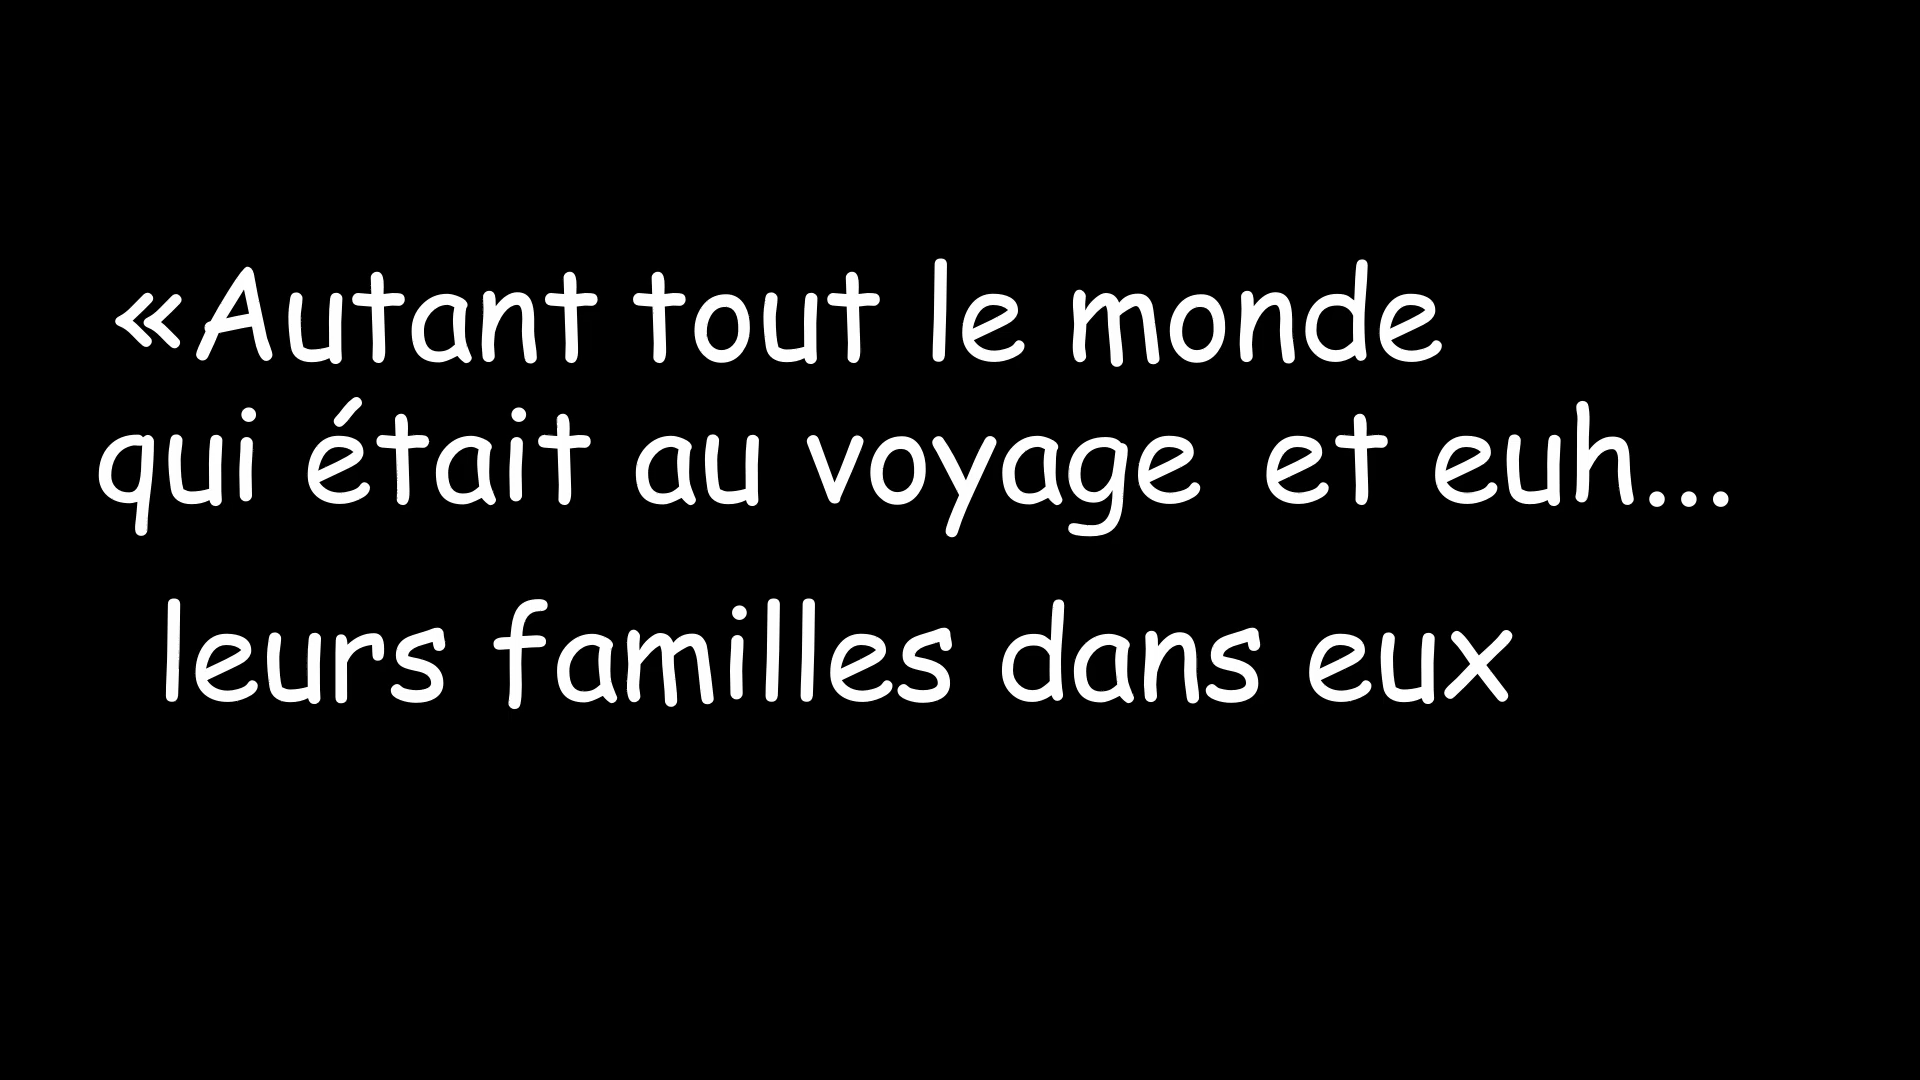 «Autant tout le monde
qui était au voyage et euh...
leurs familles dans eux